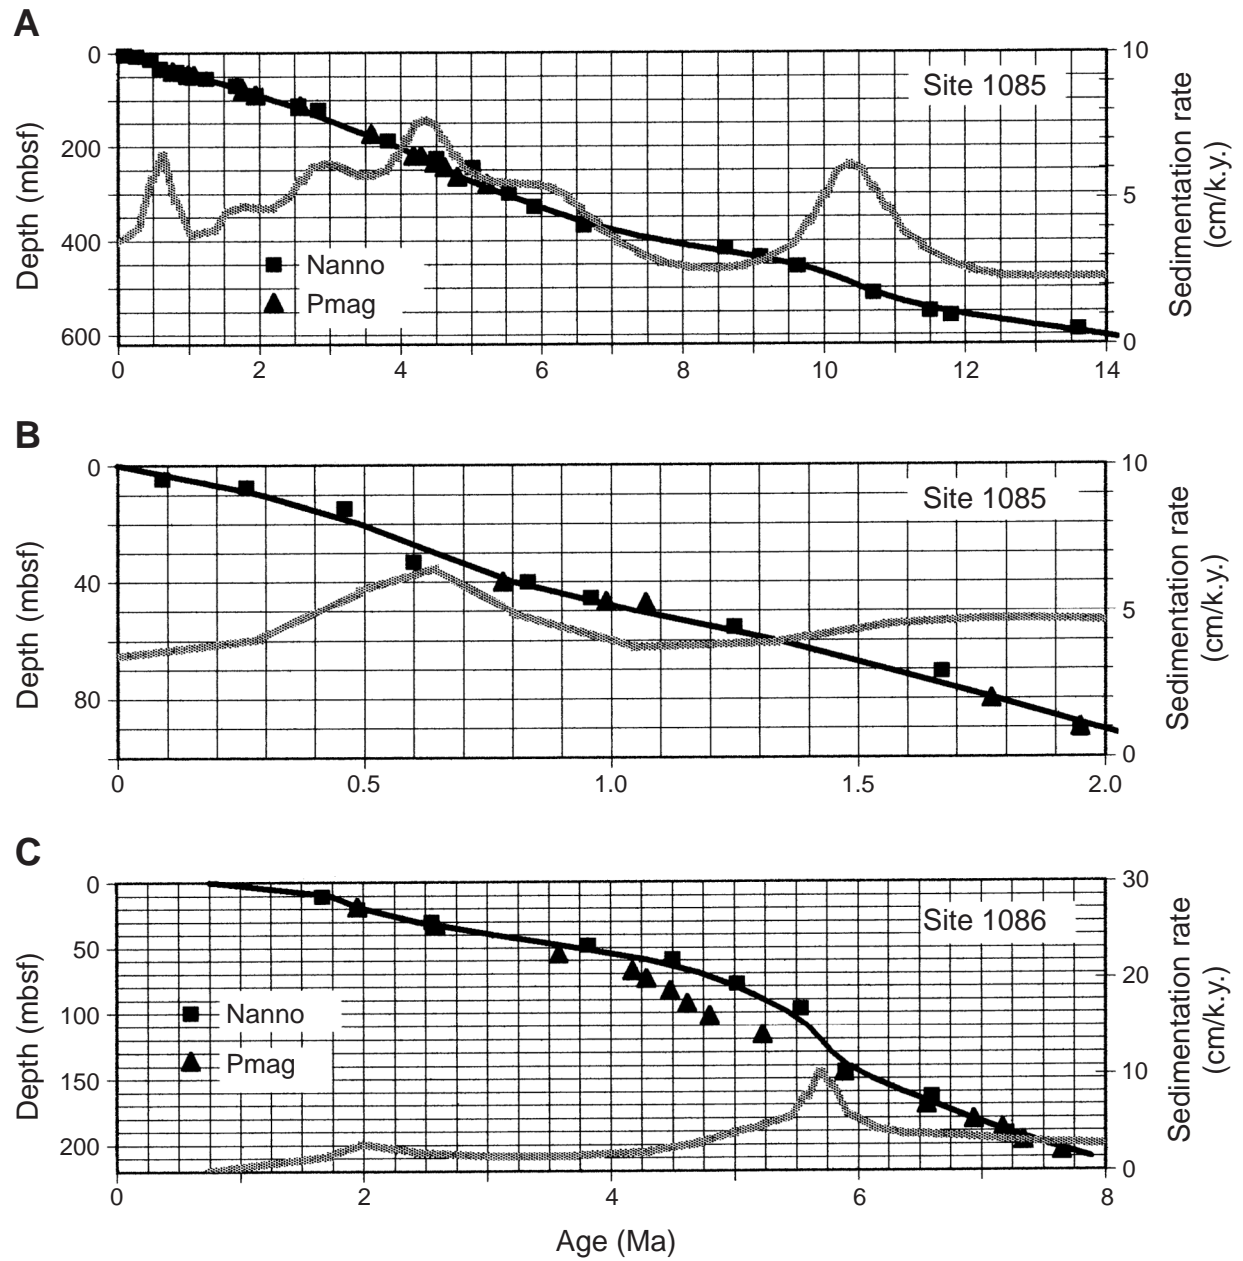 A
Site 1085
Depth (mbsf)
0
200
400
600
Nanno
Pmag
10
5
0
Sedimentation rate
(cm/k.y.)
0 2 4 6 8 10 12 14
B
Site 1085
Depth (mbsf)
0
40
80
10
5
0
Sedimentation rate
(cm/k.y.)
0 0.5 1.0 1.5 2.0
C
Site 1086
Depth (mbsf)
0
50
100
150
200
Nanno
Pmag
30
20
10
0
Sedimentation rate
(cm/k.y.)
0 2 4 6 8
Age (Ma)